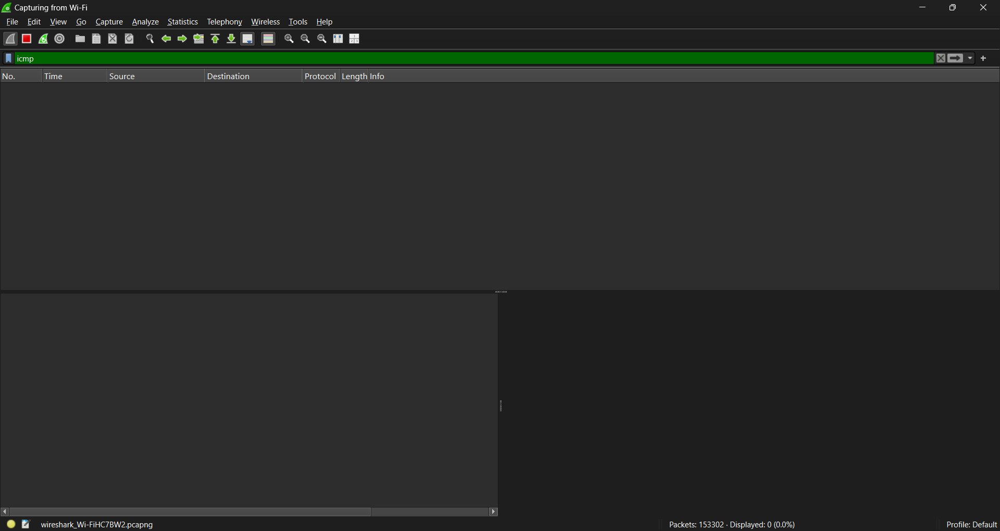 Capturing from Wi-Fi
File Edit View Go Capture Analyze Statistics Telephony Wireless Tools Help
icmp
No. Time Source Destination Protocol Length Info
wireshark_Wi-FiHC7BW2.pcapng Packets: 153302 · Displayed: 0 (0.0%) Profile: Default